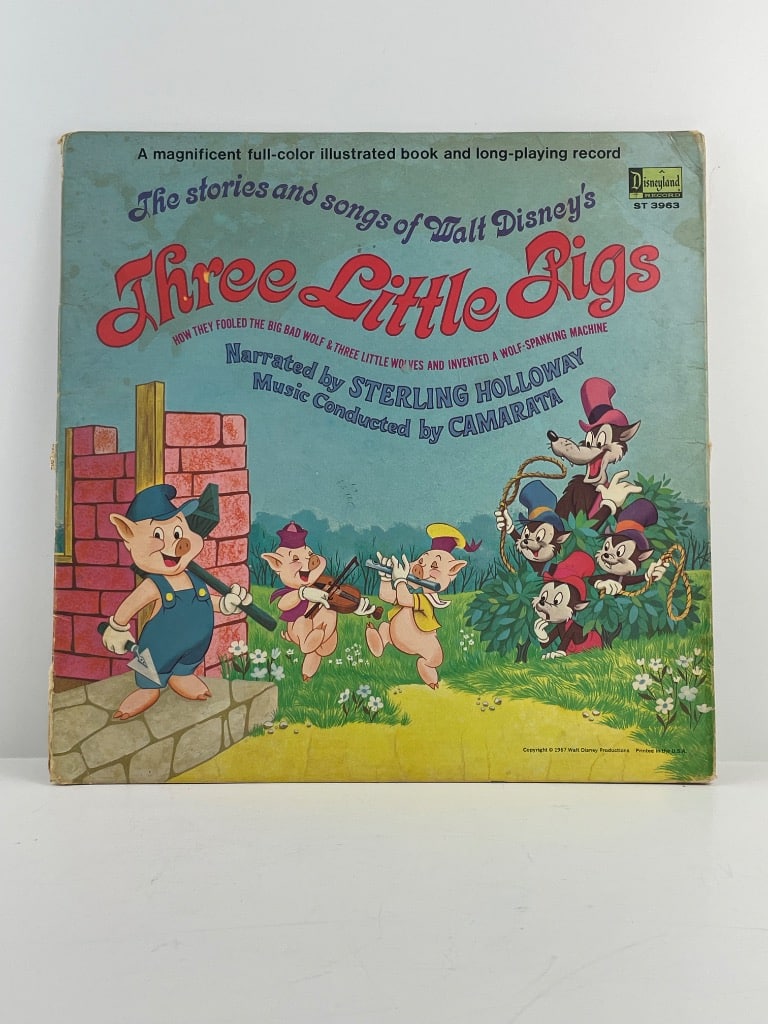 A magnificent full-color illustrated book and long-playing record
Disneyland
RECORD
ST 3963
The stories and songs of Walt Disney's
Three Little Pigs
HOW THEY FOOLED THE BIG BAD WOLF & THREE LITTLE WOLVES AND INVENTED A WOLF-SPANKING MACHINE
Narrated by STERLING HOLLOWAY
Music Conducted by CAMARATA
Copyright © 1967 Walt Disney Productions Printed in the U.S.A.